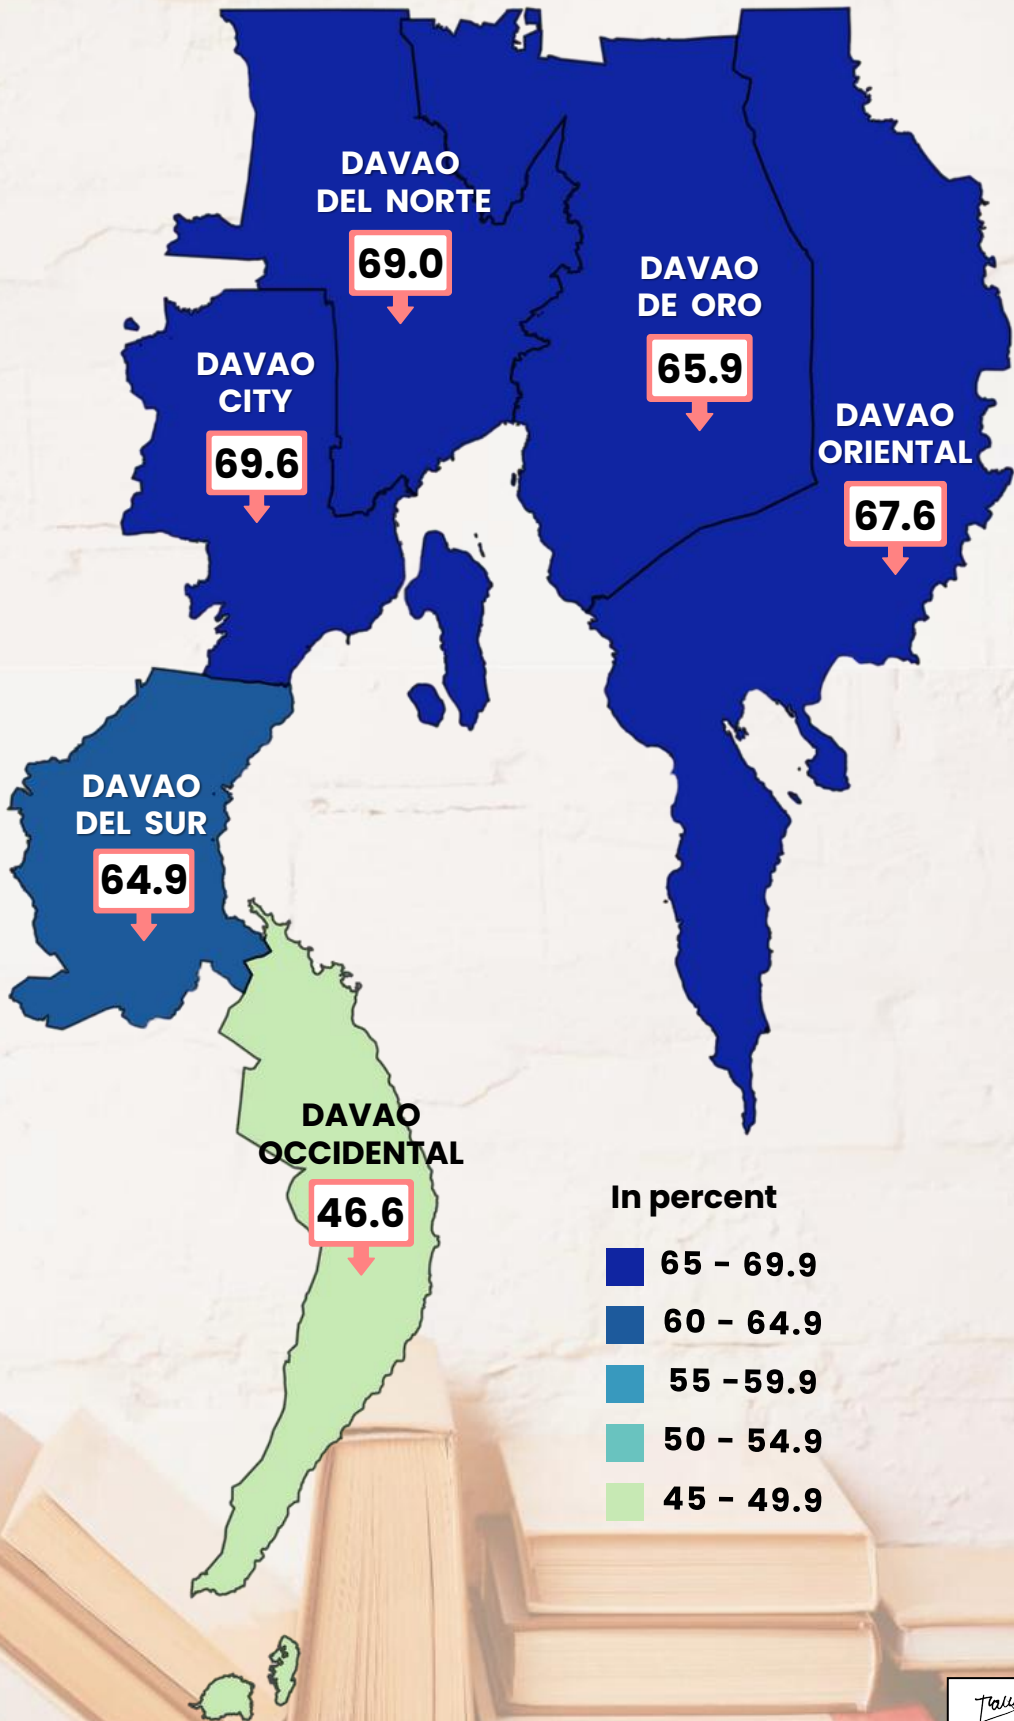 DAVAO
DEL NORTE
69.0
DAVAO
DE ORO
65.9
DAVAO
CITY
69.6
DAVAO
ORIENTAL
67.6
DAVAO
DEL SUR
64.9
DAVAO
OCCIDENTAL
46.6
In percent
65 - 69.9
60 - 64.9
55 -59.9
50 - 54.9
45 - 49.9